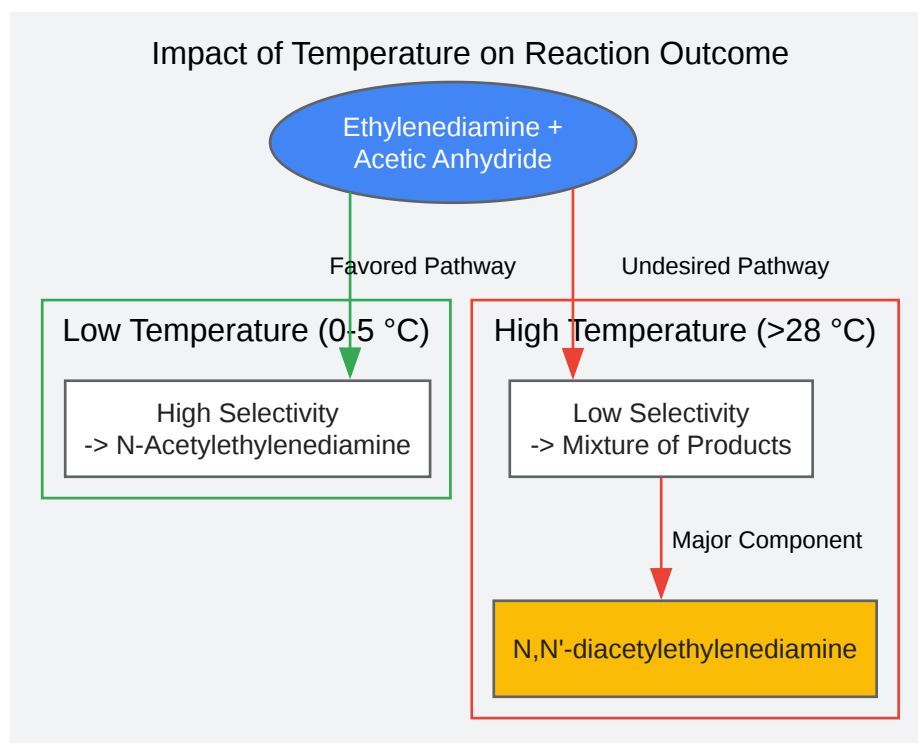 Impact of Temperature on Reaction Outcome
Ethylenediamine +
Acetic Anhydride
Favored Pathway
Undesired Pathway
Low Temperature (0-5 °C)
High Temperature (>28 °C)
High Selectivity
-> N-Acetylethylenediamine
Low Selectivity
-> Mixture of Products
Major Component
N,N'-diacetylethylenediamine